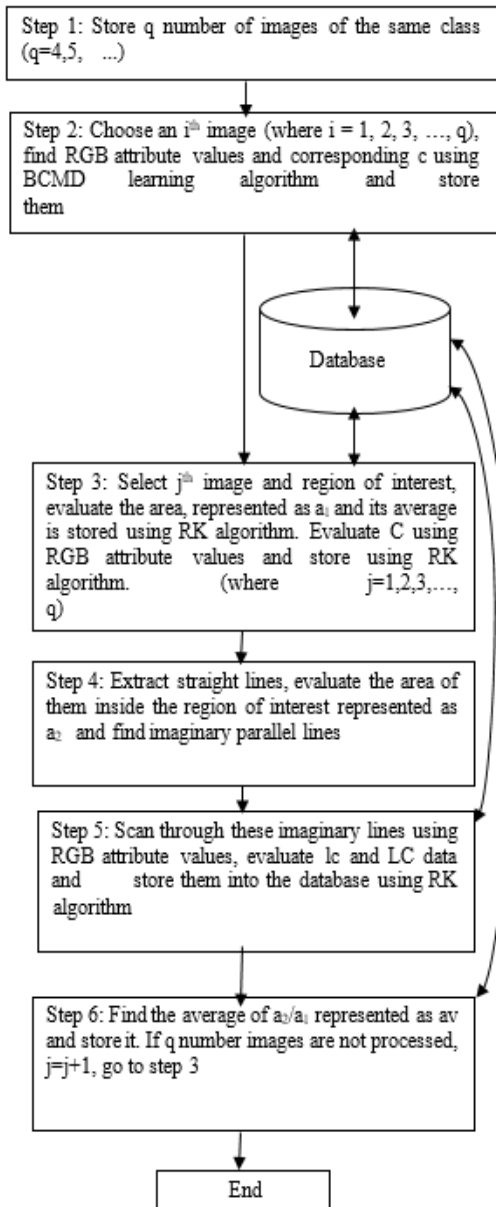 Step 1: Store q number of images of the same class
(q=4,5, ...)
Step 2: Choose an iᵗʰ image (where i = 1, 2, 3, ..., q),
find RGB attribute values and corresponding c using
BCMD learning algorithm and store
them
Database
Step 3: Select jᵗʰ image and region of interest,
evaluate the area, represented as a₁ and its average
is stored using RK algorithm. Evaluate C using
RGB attribute values and store using RK
algorithm. (where j=1,2,3,...,
q)
Step 4: Extract straight lines, evaluate the area of
them inside the region of interest represented as
a₂ and find imaginary parallel lines
Step 5: Scan through these imaginary lines using
RGB attribute values, evaluate lc and LC data
and store them into the database using RK
algorithm
Step 6: Find the average of a₂/a₁ represented as av
and store it. If q number images are not processed,
j=j+1, go to step 3
End